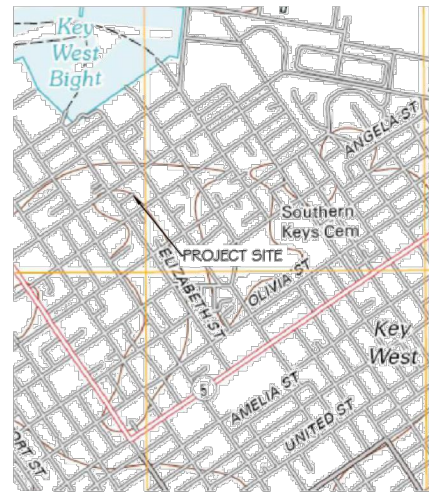 Key
West
Bight
ANGELA ST
Southern
Keys Cem
PROJECT SITE
ELIZABETH ST
OLIVIA ST
Key
West
5
AMELIA ST
UNITED ST
ORT ST